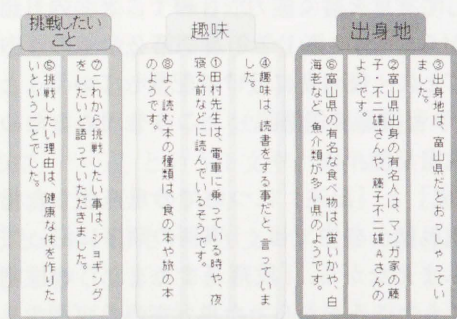 出身地
③出身地は、富山県だとおっしゃってい
ました。
②富山県出身の有名人は、マンガ家の藤
子・不二雄さんや、藤子不二雄Aさんの
ようです。
⑥富山県の有名な食べ物は、蛍いかや、白
海老など、魚介類が多い県のようです。
趣味
④趣味は、読書をする事だと、言っていま
した。
①田村先生は、電車に乗っている時や、夜
寝る前などに読んでいるそうです。
⑧よく読む本の種類は、食の本や旅の本
のようです。
挑戦したい
こと
⑦これから挑戦したい事は、ジョギング
をしたいと語っていただきました。
⑤挑戦したい理由は、健康な体を作りた
いということでした。